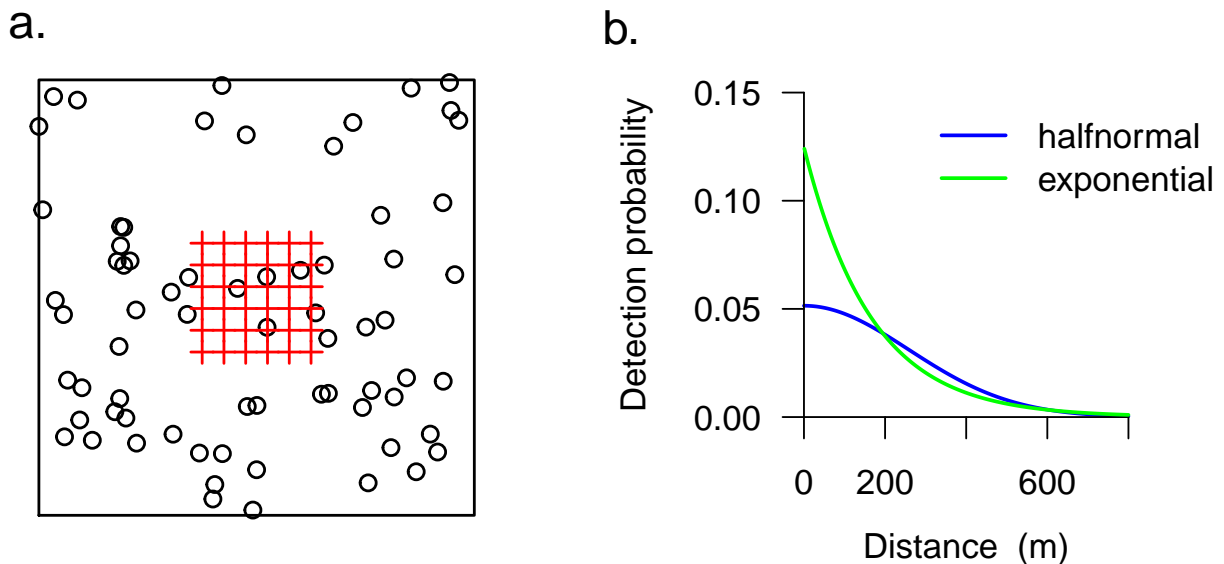 a.
b.
0.15
0.10
0.05
0.00
Detection probability
halfnormal
exponential
0
200
600
Distance (m)